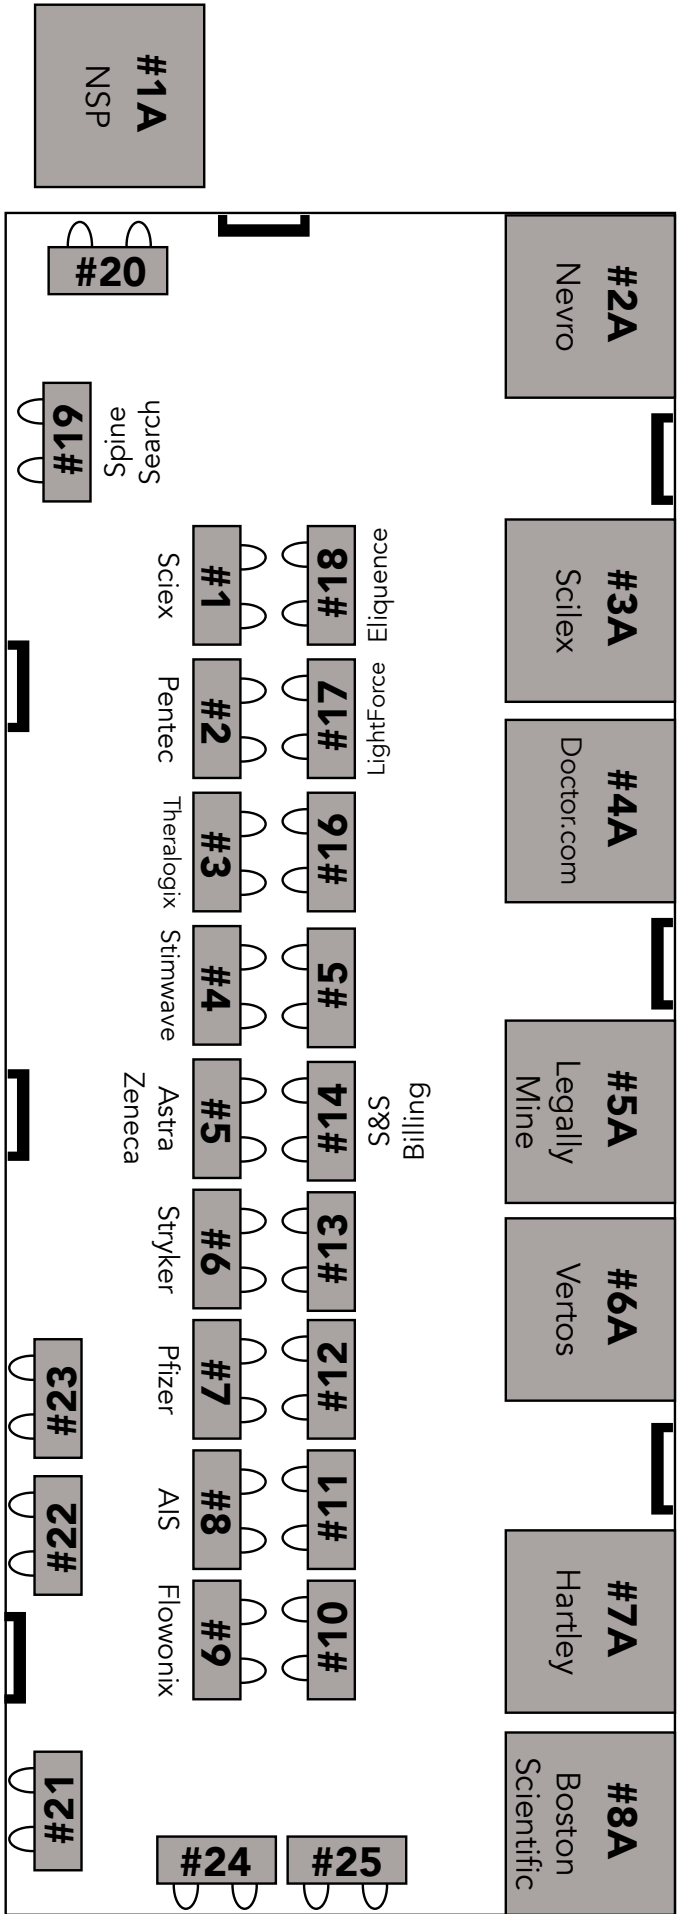 #1A
NSP
#20
#2A
Nevro
#19
Search
Spine
#3A
Scilex
#4A
Doctor.com
#5A
Legally
Mine
#6A
Vertos
#7A
Hartley
#8A
Boston
Scientific
#18
Eliquence
#17
LightForce
#16
#5
#14
S&S
Billing
#13
#12
#11
#10
#1
Sciex
#2
Pentec
#3
Theralogix
#4
Stimwave
#5
Astra
Zeneca
#6
Stryker
#7
Pfizer
#8
AIS
#9
Flowonix
#23
#22
#21
#24
#25